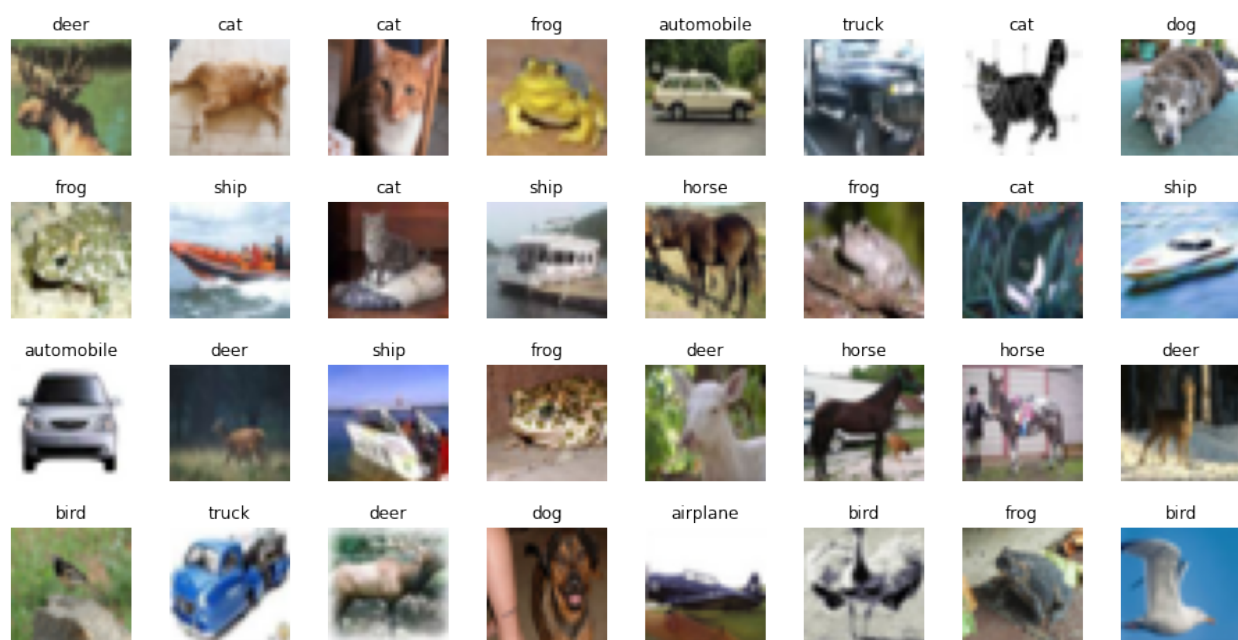 deer cat cat frog automobile truck cat dog
frog ship cat ship horse frog cat ship
automobile deer ship frog deer horse horse deer
bird truck deer dog airplane bird frog bird